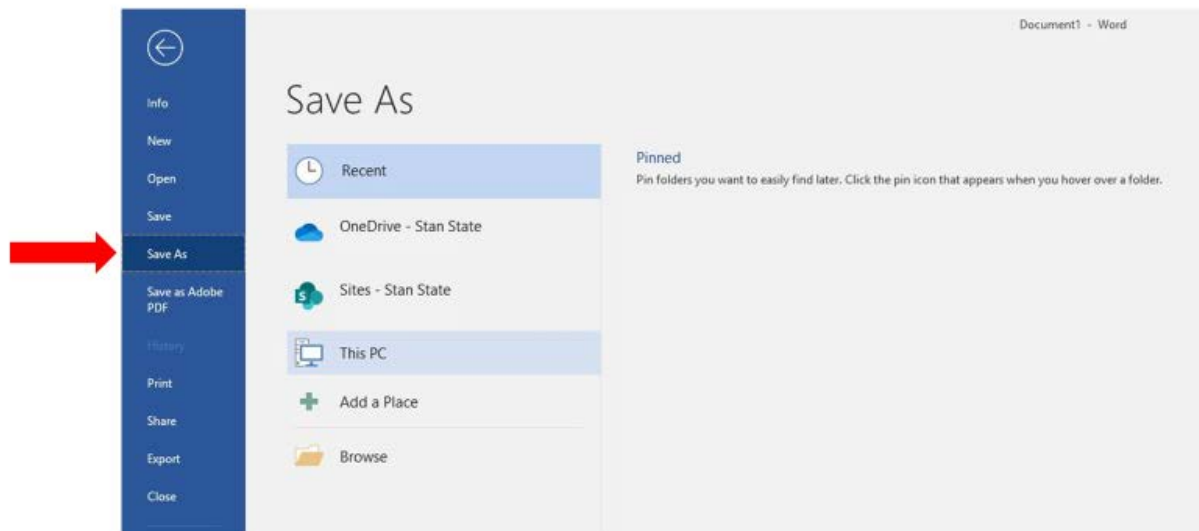 Document1 - Word
Info
New
Open
Save
Save As
Save as Adobe
PDF
History
Print
Share
Export
Close
Save As
Recent
OneDrive - Stan State
S
Sites - Stan State
This PC
Add a Place
Browse
Pinned
Pin folders you want to easily find later. Click the pin icon that appears when you hover over a folder.